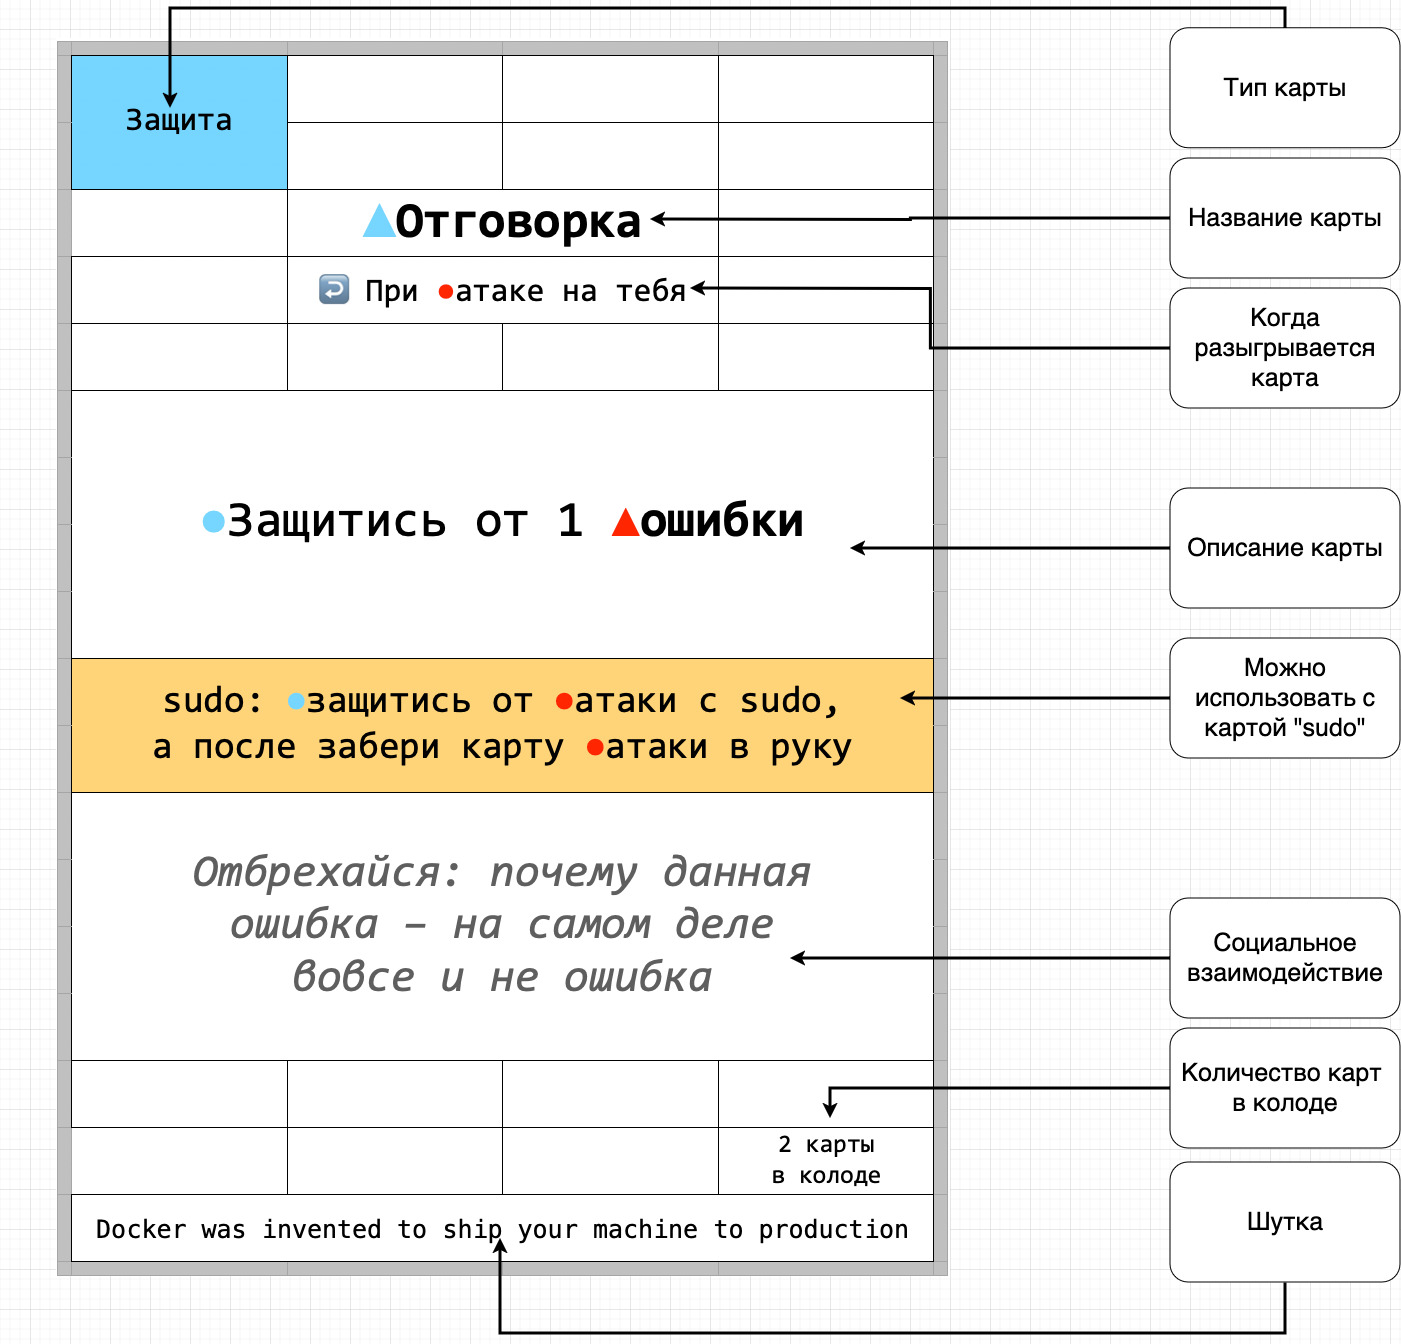 Защита
Отговорка
При атаке на тебя
Защитись от 1 ошибки
sudo: защитись от атаки с sudo,
а после забери карту атаки в руку
Отбрехайся: почему данная
ошибка – на самом деле
вовсе и не ошибка
2 карты
в колоде
Docker was invented to ship your machine to production
Тип карты
Название карты
Когда
разыгрывается
карта
Описание карты
Можно
использовать с
картой "sudo"
Социальное
взаимодействие
Количество карт
в колоде
Шутка